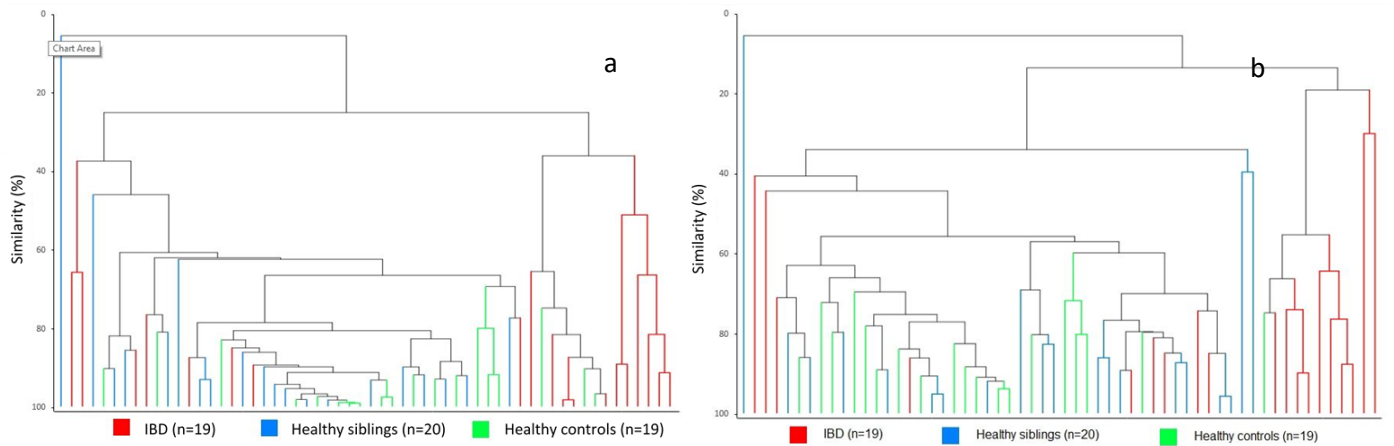 0
Chart Area
20
40
60
80
100
Similarity (%)
a
IBD (n=19)
Healthy siblings (n=20)
Healthy controls (n=19)
0
20
40
60
80
100
Similarity (%)
b
IBD (n=19)
Healthy siblings (n=20)
Healthy controls (n=19)